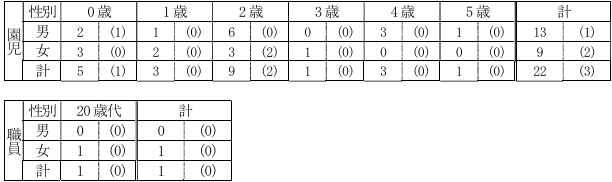 園児 性別 0歳 1歳 2歳 3歳 4歳 5歳 計
男 2 (1) 1 (0) 6 (0) 0 (0) 3 (0) 1 (0) 13 (1)
女 3 (0) 2 (0) 3 (2) 1 (0) 0 (0) 0 (0) 9 (2)
計 5 (1) 3 (0) 9 (2) 1 (0) 3 (0) 1 (0) 22 (3)
職員 性別 20歳代 計
男 0 (0) 0 (0)
女 1 (0) 1 (0)
計 1 (0) 1 (0)